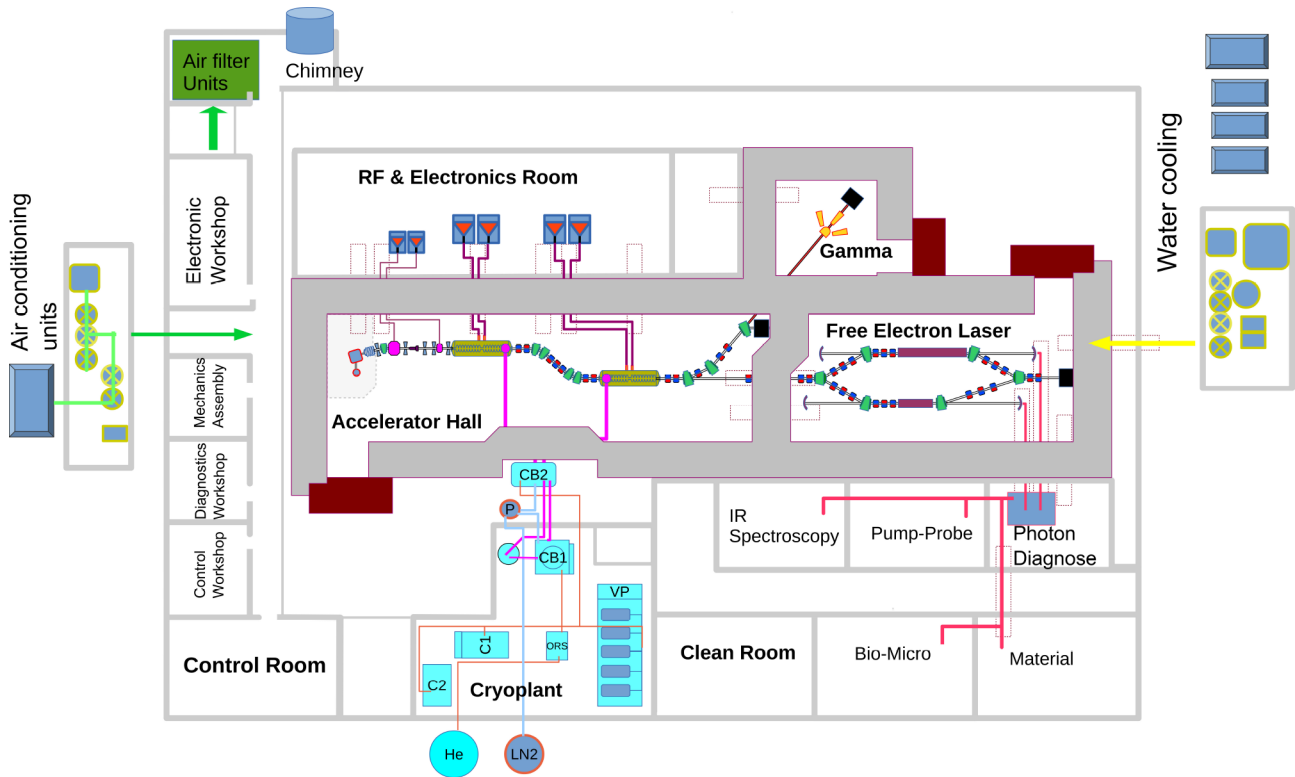 Air filter
Units
Chimney
RF & Electronics Room
Electronic
Workshop
Air conditioning
units
Water cooling
Gamma
Free Electron Laser
Mechanics
Assembly
Accelerator Hall
Diagnostics
Workshop
CB2
P
IR
Spectroscopy
Pump-Probe
Photon
Diagnose
CB1
Control
Workshop
VP
C1
ORS
Control Room
C2
Cryoplant
Clean Room
Bio-Micro
Material
He
LN2